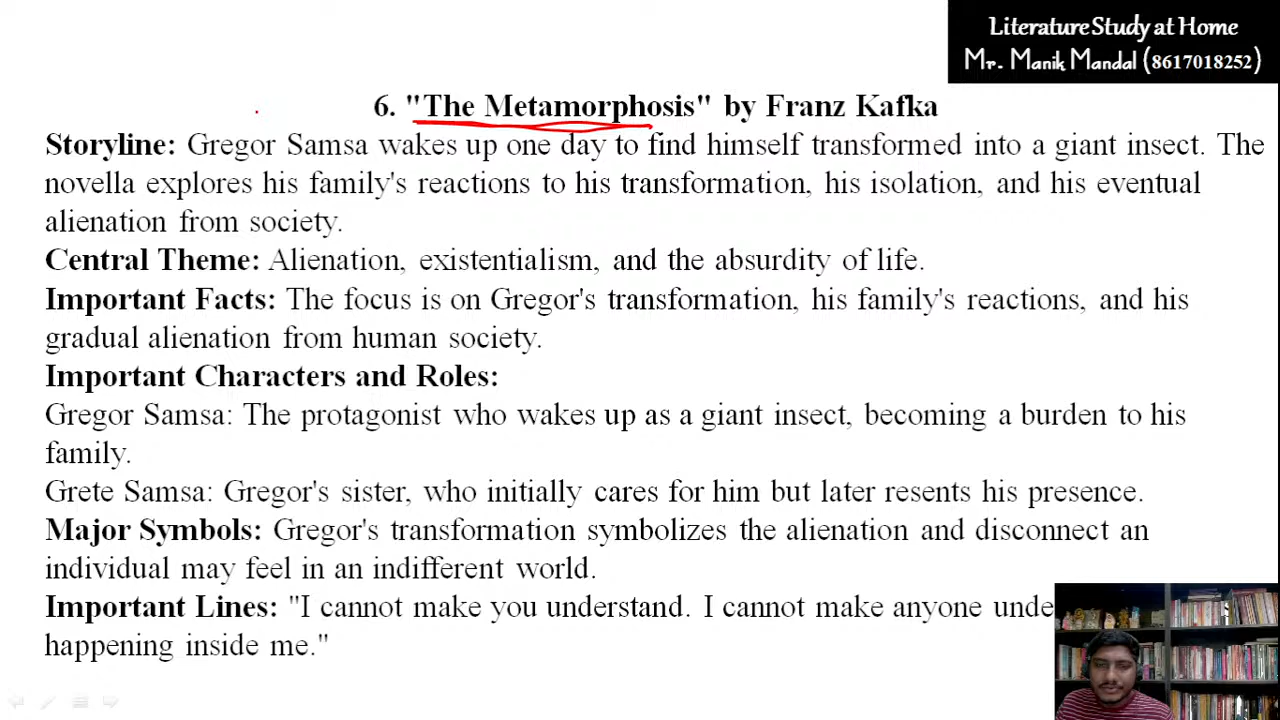 Literature Study at Home
Mr. Manik Mandal (8617018252)
6. "The Metamorphosis" by Franz Kafka
Storyline: Gregor Samsa wakes up one day to find himself transformed into a giant insect. The
novella explores his family's reactions to his transformation, his isolation, and his eventual
alienation from society.
Central Theme: Alienation, existentialism, and the absurdity of life.
Important Facts: The focus is on Gregor's transformation, his family's reactions, and his
gradual alienation from human society.
Important Characters and Roles:
Gregor Samsa: The protagonist who wakes up as a giant insect, becoming a burden to his
family.
Grete Samsa: Gregor's sister, who initially cares for him but later resents his presence.
Major Symbols: Gregor's transformation symbolizes the alienation and disconnect an
individual may feel in an indifferent world.
Important Lines: "I cannot make you understand. I cannot make anyone unde
happening inside me."